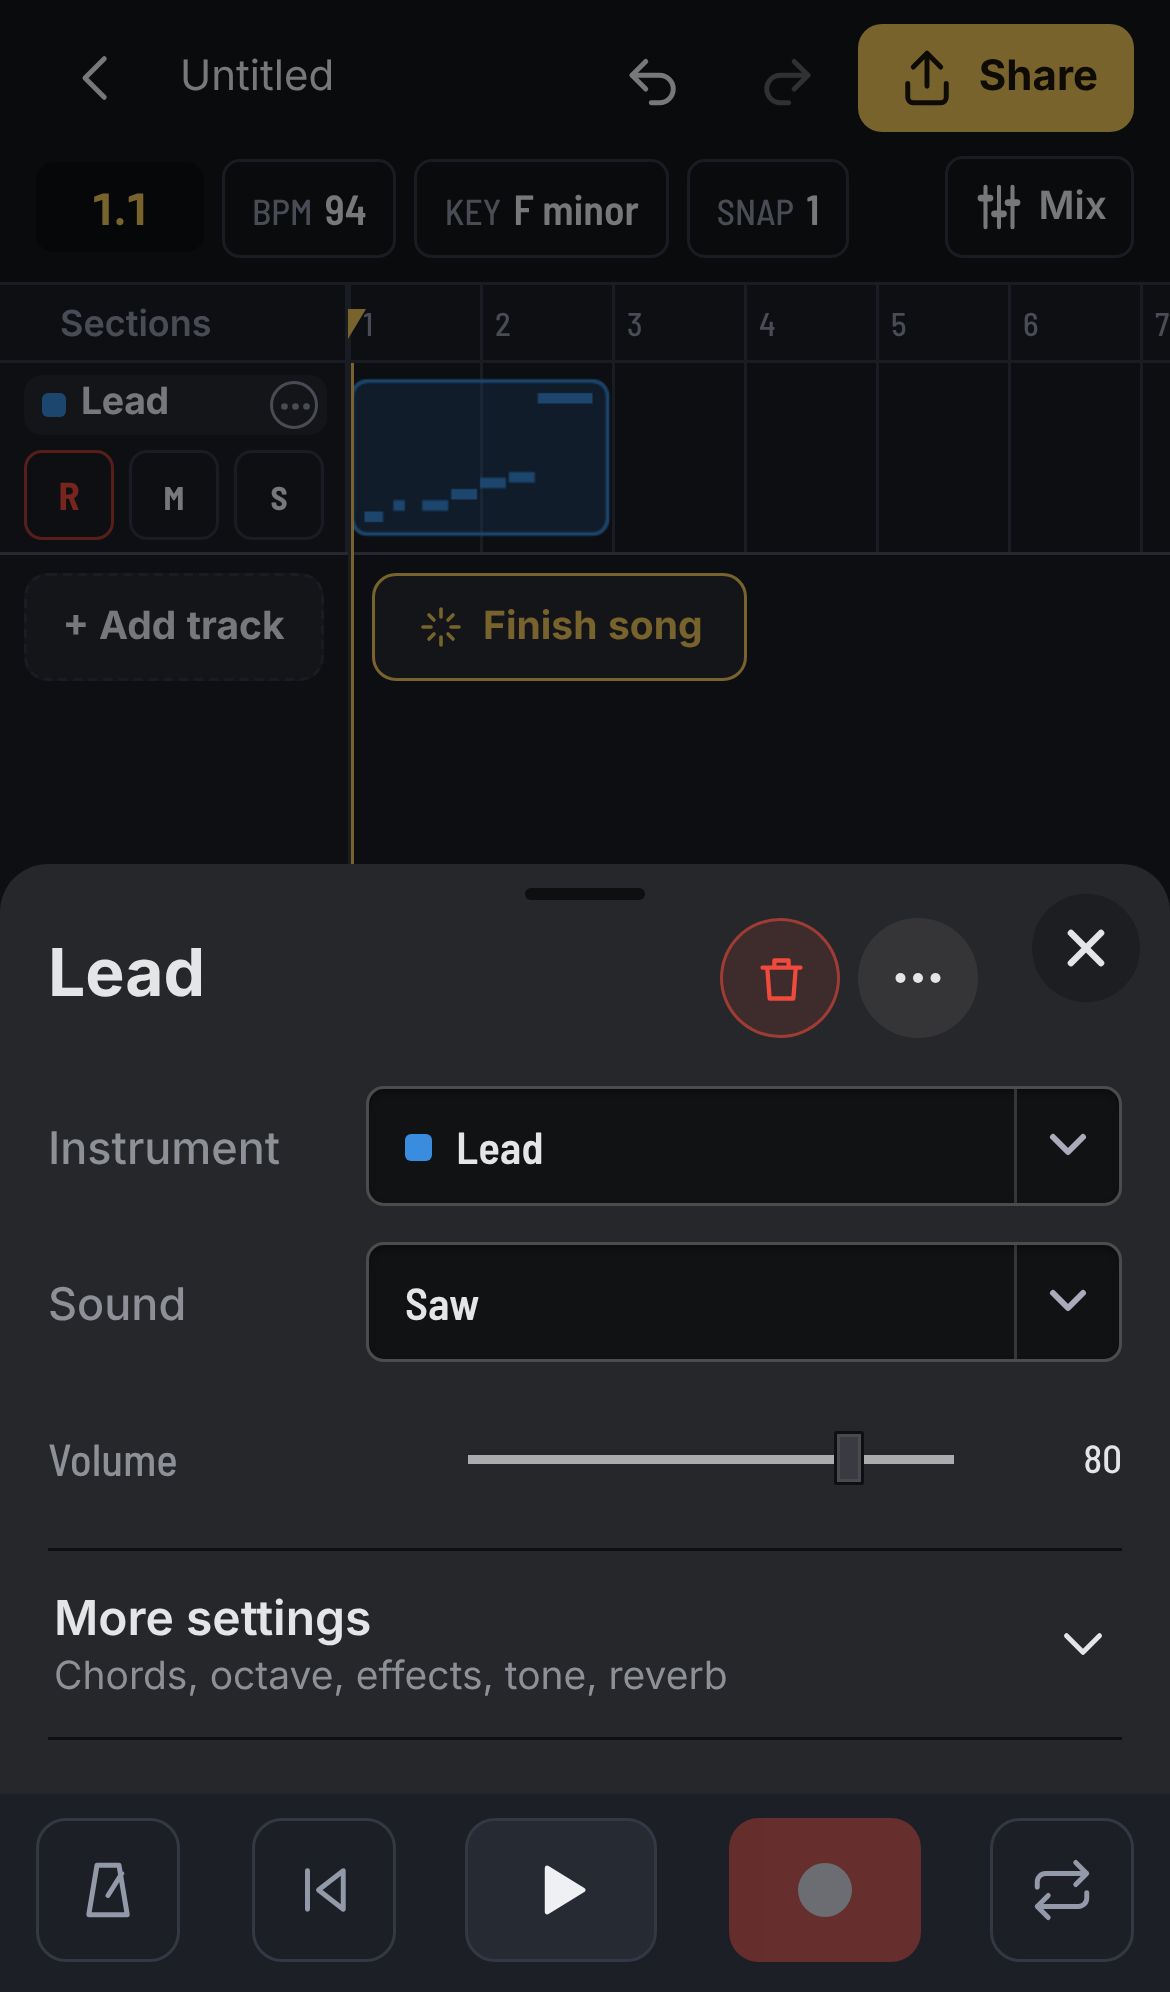 Untitled
Share
1.1
BPM 94
KEY F minor
SNAP 1
Mix
Sections
1 2 3 4 5 6 7
Lead
R M S
+ Add track
Finish song
Lead
Instrument
Lead
Sound
Saw
Volume
80
More settings
Chords, octave, effects, tone, reverb